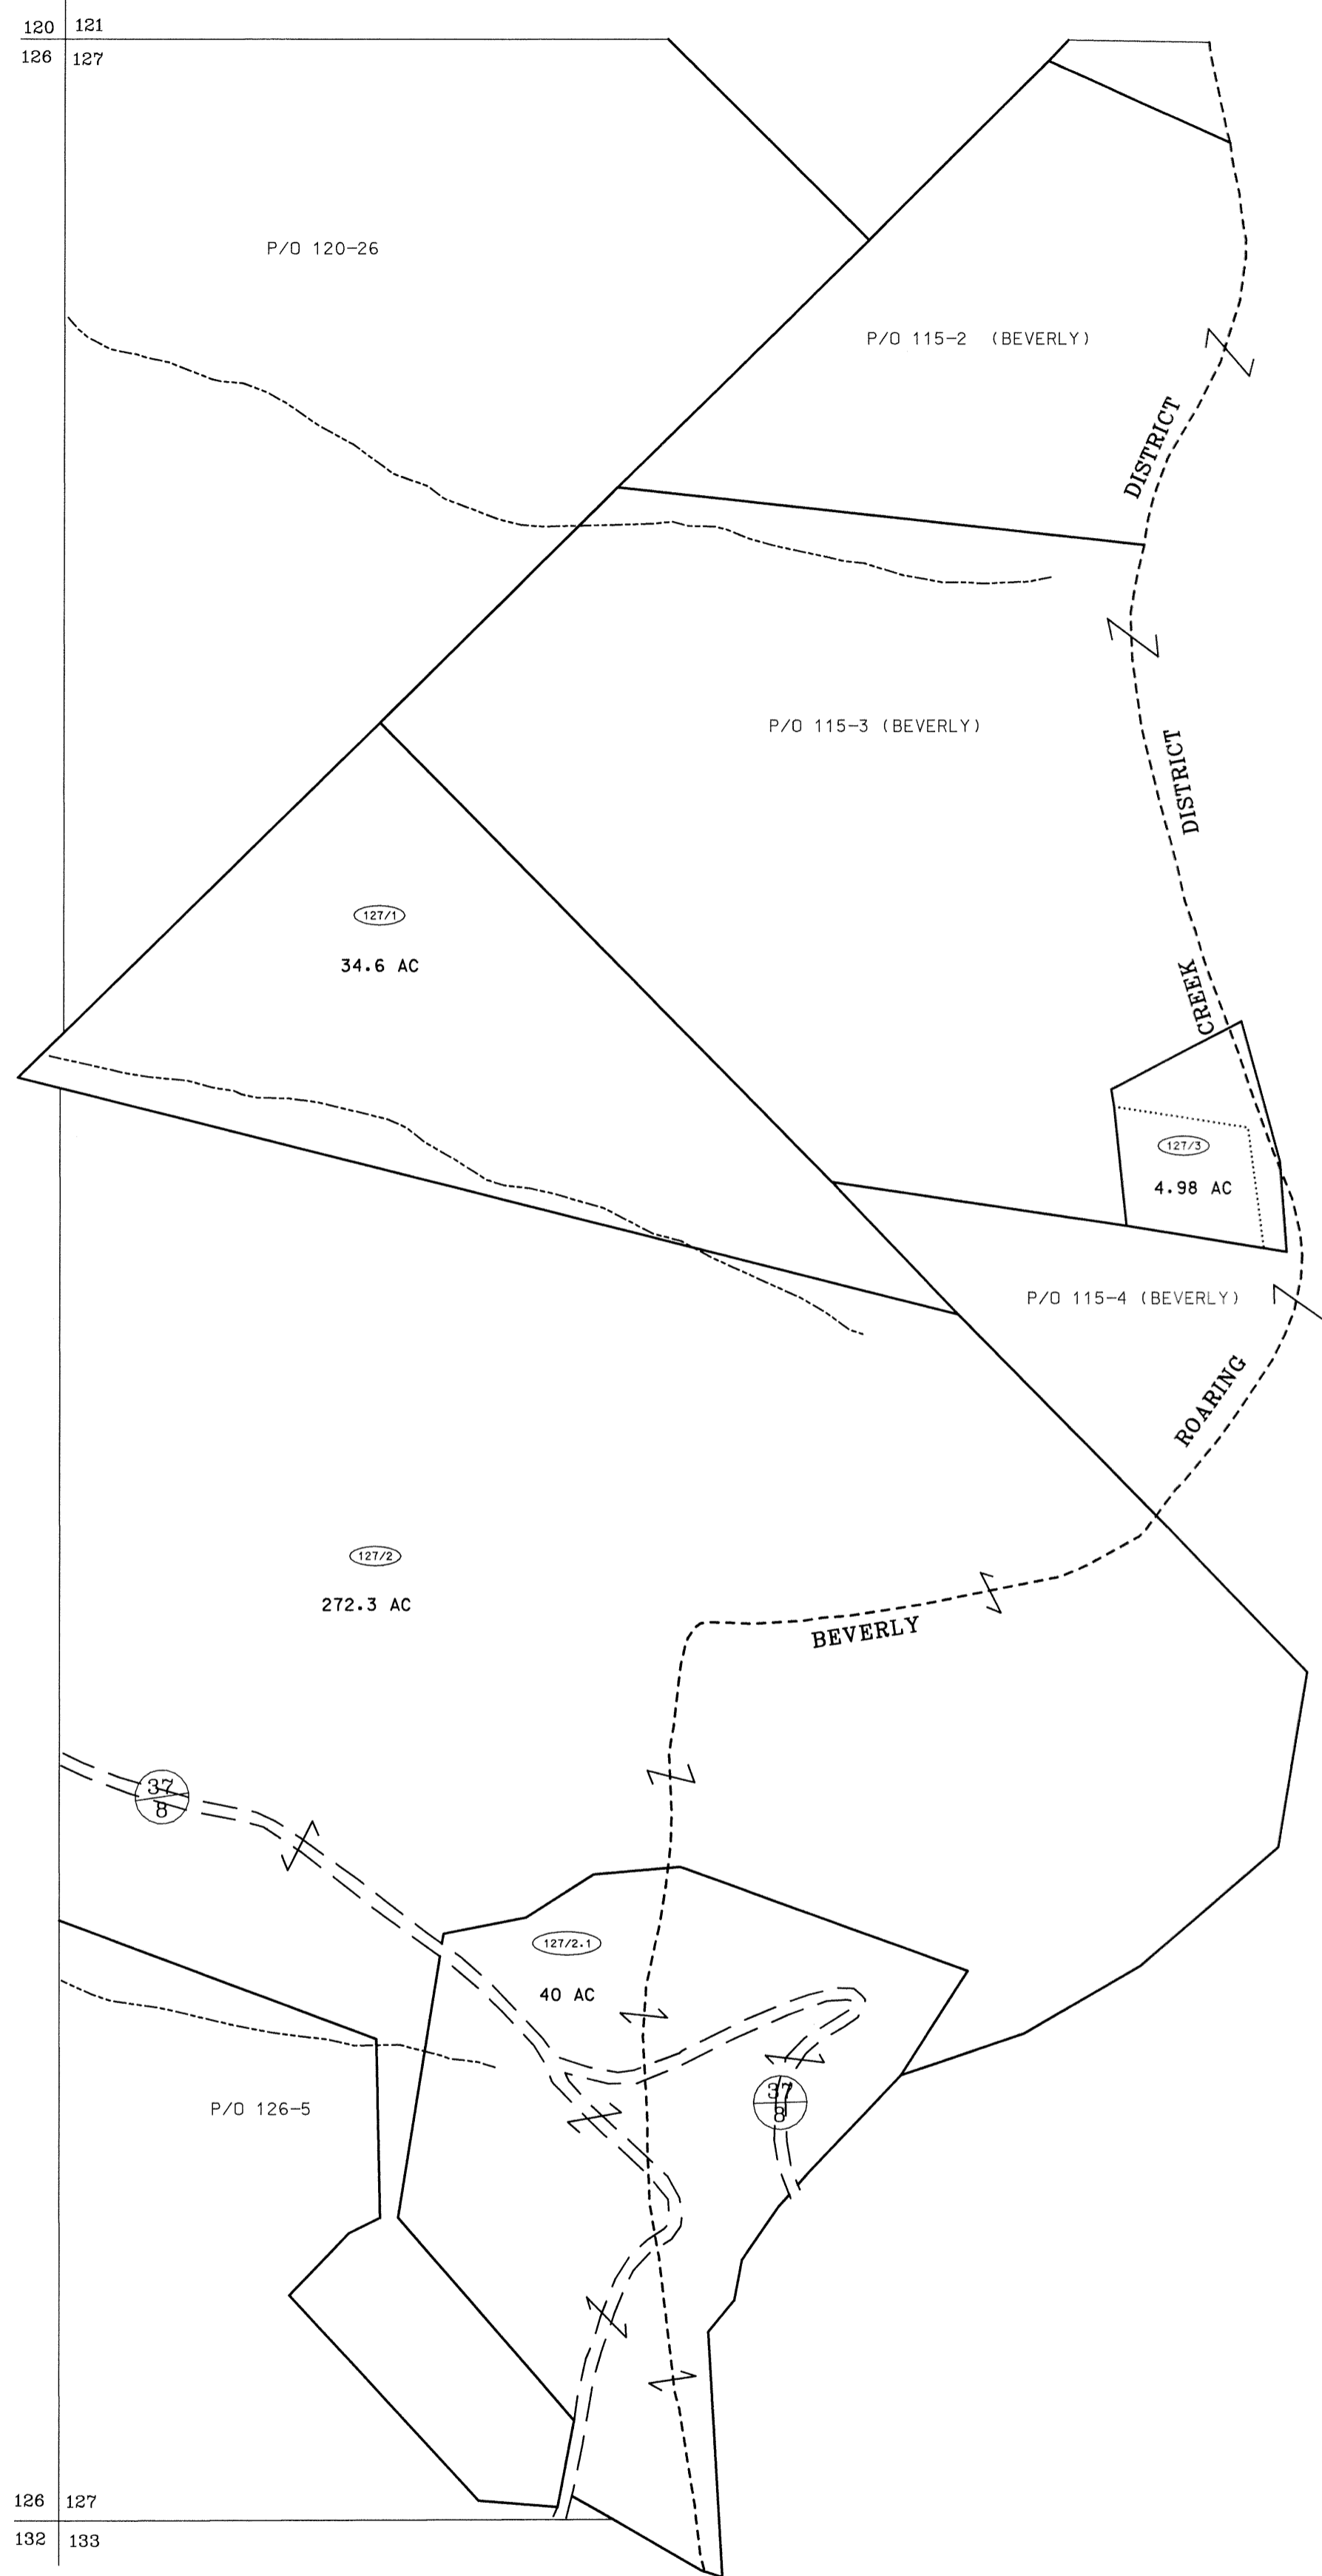 120 121
126 127
P/O 120-26
P/O 115-2 (BEVERLY)
DISTRICT
P/O 115-3 (BEVERLY)
DISTRICT
127/1
34.6 AC
CREEK
127/3
4.98 AC
P/O 115-4 (BEVERLY)
ROARING
127/2
272.3 AC
BEVERLY
37
8
127/2.1
40 AC
37
8
P/O 126-5
126 127
132 133